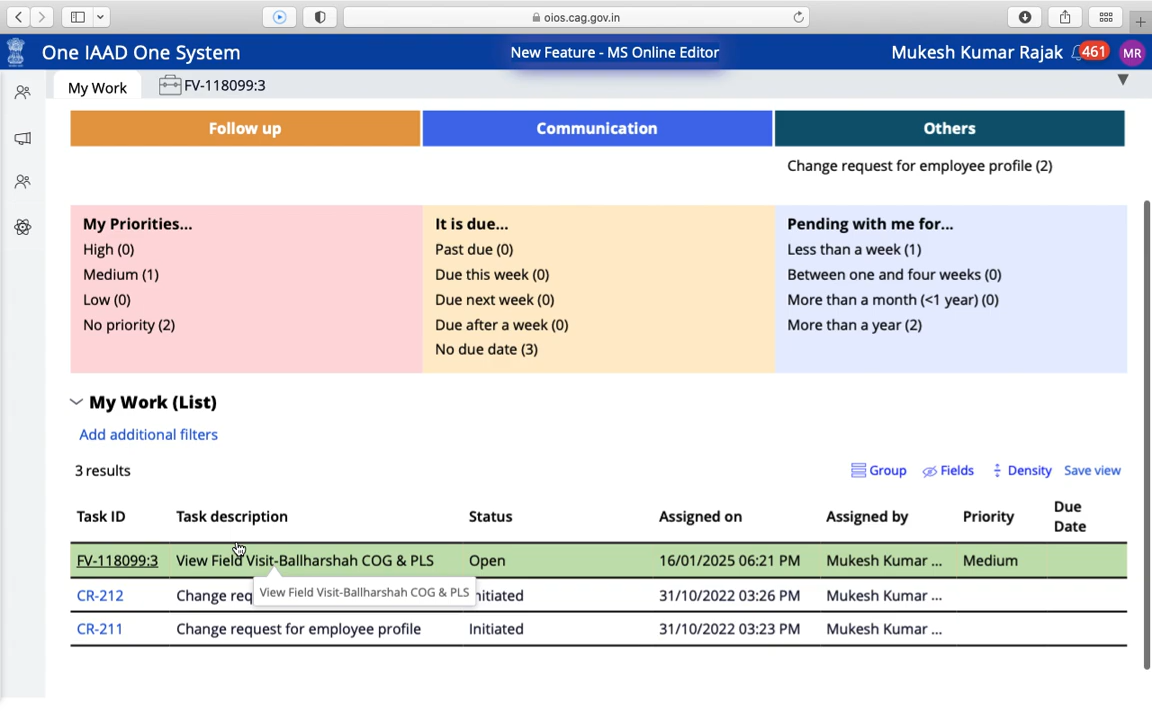 oios.cag.gov.in
One IAAD One System
New Feature - MS Online Editor
Mukesh Kumar Rajak
461
MR
My Work
FV-118099:3
Follow up
Communication
Others
Change request for employee profile (2)
My Priorities...
High (0)
Medium (1)
Low (0)
No priority (2)
It is due...
Past due (0)
Due this week (0)
Due next week (0)
Due after a week (0)
No due date (3)
Pending with me for...
Less than a week (1)
Between one and four weeks (0)
More than a month (<1 year) (0)
More than a year (2)
My Work (List)
Add additional filters
3 results
Group Fields Density Save view
Task ID Task description Status Assigned on Assigned by Priority Due Date
FV-118099:3 View Field Visit-Ballharshah COG & PLS Open 16/01/2025 06:21 PM Mukesh Kumar ... Medium
View Field Visit-Ballharshah COG & PLS
CR-212 Change req nitiated 31/10/2022 03:26 PM Mukesh Kumar ...
CR-211 Change request for employee profile Initiated 31/10/2022 03:23 PM Mukesh Kumar ...